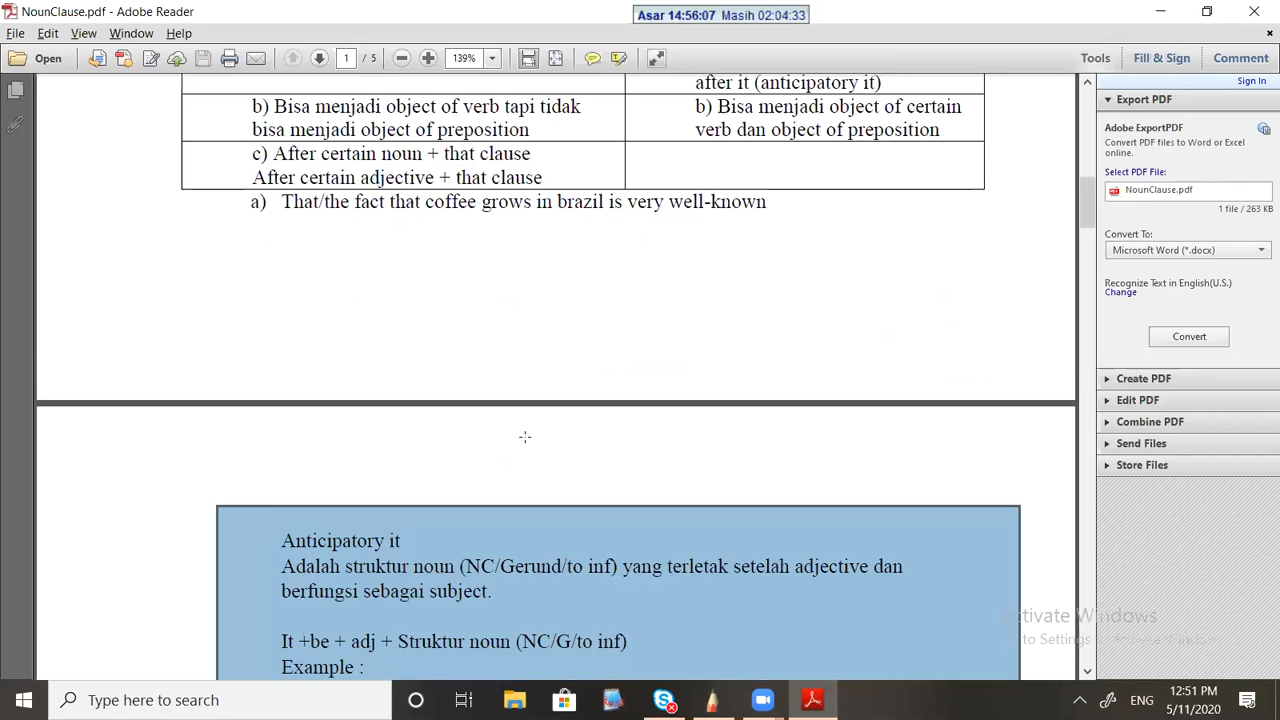 NounClause.pdf - Adobe Reader
Asar 14:56:07 Masih 02:04:33
File Edit View Window Help
Open 1 / 5 139% Tools Fill & Sign Comment
Sign In
after it (anticipatory it)
b) Bisa menjadi object of verb tapi tidak
bisa menjadi object of preposition
b) Bisa menjadi object of certain
verb dan object of preposition
c) After certain noun + that clause
After certain adjective + that clause
a) That/the fact that coffee grows in brazil is very well-known
Anticipatory it
Adalah struktur noun (NC/Gerund/to inf) yang terletak setelah adjective dan
berfungsi sebagai subject.
It +be + adj + Struktur noun (NC/G/to inf)
Example :
Export PDF
Adobe ExportPDF
Convert PDF files to Word or Excel
online.
Select PDF File:
NounClause.pdf
1 file / 263 KB
Convert To:
Microsoft Word (*.docx)
Recognize Text in English(U.S.)
Change
Convert
Create PDF
Edit PDF
Combine PDF
Send Files
Store Files
Activate Windows
to Settings to activate Windows.
Type here to search
ENG
12:51 PM
5/11/2020